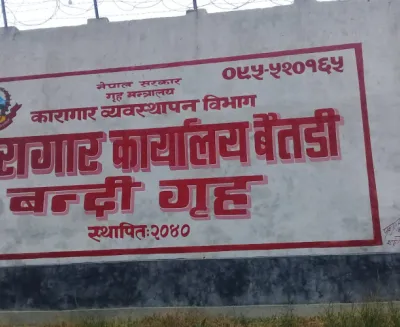 ०९५-५२०१६५
नेपाल सरकार
गृह मन्त्रालय
कारागार व्यवस्थापन विभाग
कारागार कार्यालय बैतडी
बन्दी गृह
स्थापित:२०४०